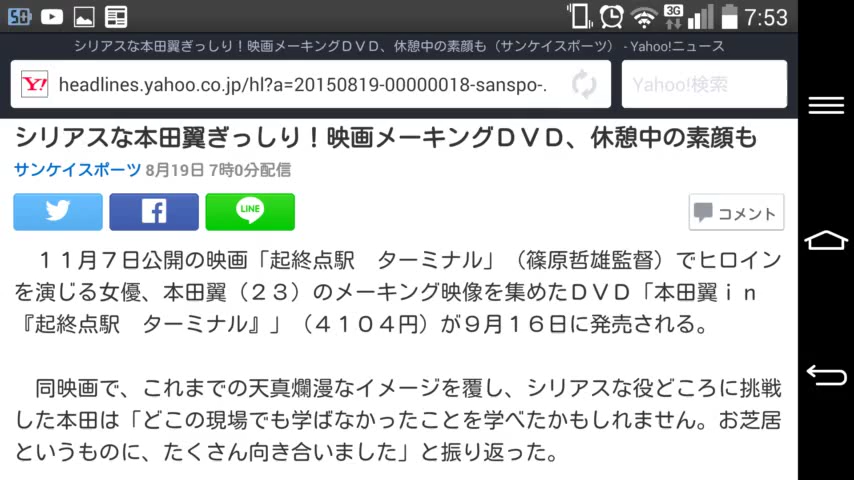 3G 7:53
シリアスな本田翼ぎっしり！映画メーキングＤＶＤ、休憩中の素顔も（サンケイスポーツ） - Yahoo!ニュース
Y! headlines.yahoo.co.jp/hl?a=20150819-00000018-sanspo-. Yahoo!検索
シリアスな本田翼ぎっしり！映画メーキングＤＶＤ、休憩中の素顔も
サンケイスポーツ 8月19日 7時0分配信
LINE コメント
１１月７日公開の映画「起終点駅　ターミナル」（篠原哲雄監督）でヒロイン
を演じる女優、本田翼（２３）のメーキング映像を集めたＤＶＤ「本田翼ｉｎ
『起終点駅　ターミナル』」（４１０４円）が９月１６日に発売される。
同映画で、これまでの天真爛漫なイメージを覆し、シリアスな役どころに挑戦
した本田は「どこの現場でも学ばなかったことを学べたかもしれません。お芝居
というものに、たくさん向き合いました」と振り返った。